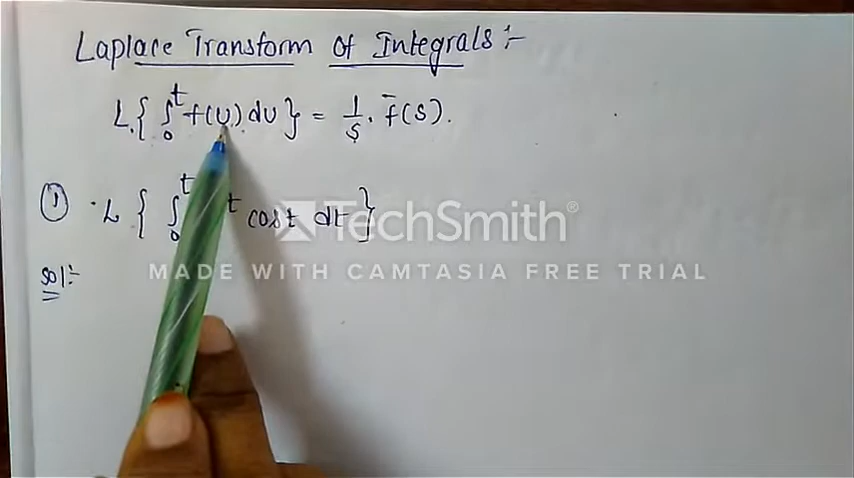 Laplace Transform of Integrals :-
L{ ∫₀ᵗ f(u) du } = 1/s . f̄(s).
① L { ∫₀ᵗ ᵗ cost dt }
TechSmith®
MADE WITH CAMTASIA FREE TRIAL
Sol:-